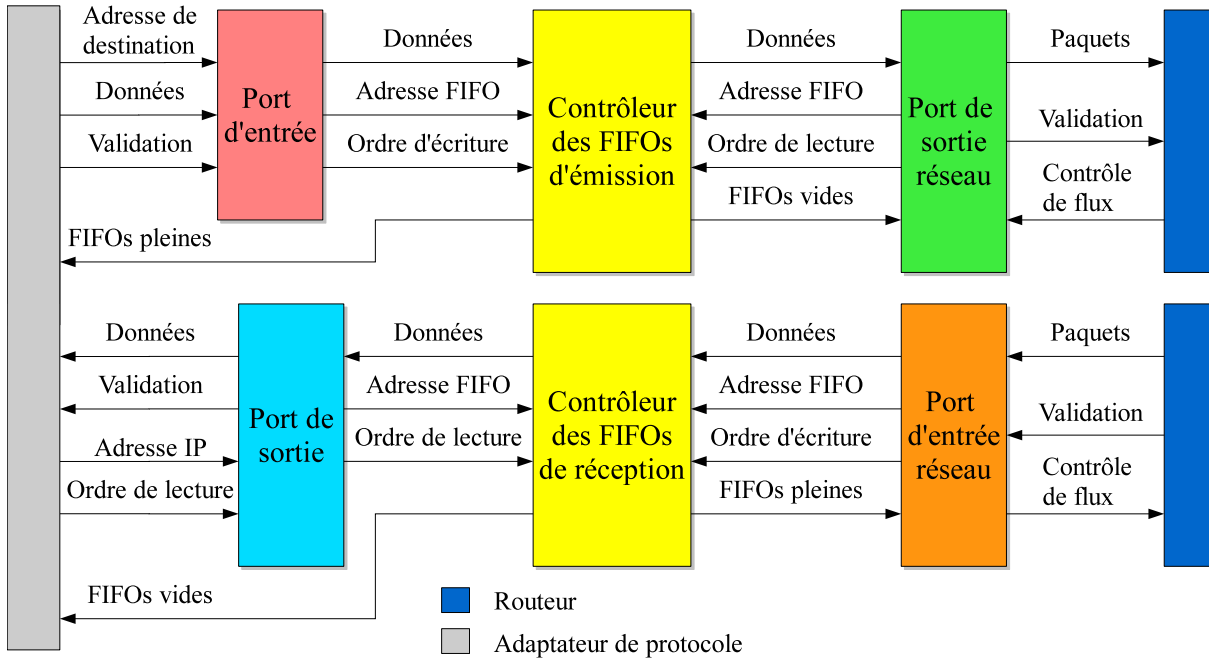 Adresse de
destination
Données
Validation
FIFOs pleines
Port
d'entrée
Données
Adresse FIFO
Ordre d'écriture
Contrôleur
des FIFOs
d'émission
Données
Adresse FIFO
Ordre de lecture
FIFOs vides
Port de
sortie
réseau
Paquets
Validation
Contrôle
de flux
Données
Validation
Adresse IP
Ordre de lecture
FIFOs vides
Port de
sortie
Données
Adresse FIFO
Ordre de lecture
Contrôleur
des FIFOs
de réception
Données
Adresse FIFO
Ordre d'écriture
FIFOs pleines
Port
d'entrée
réseau
Paquets
Validation
Contrôle
de flux
Routeur
Adaptateur de protocole